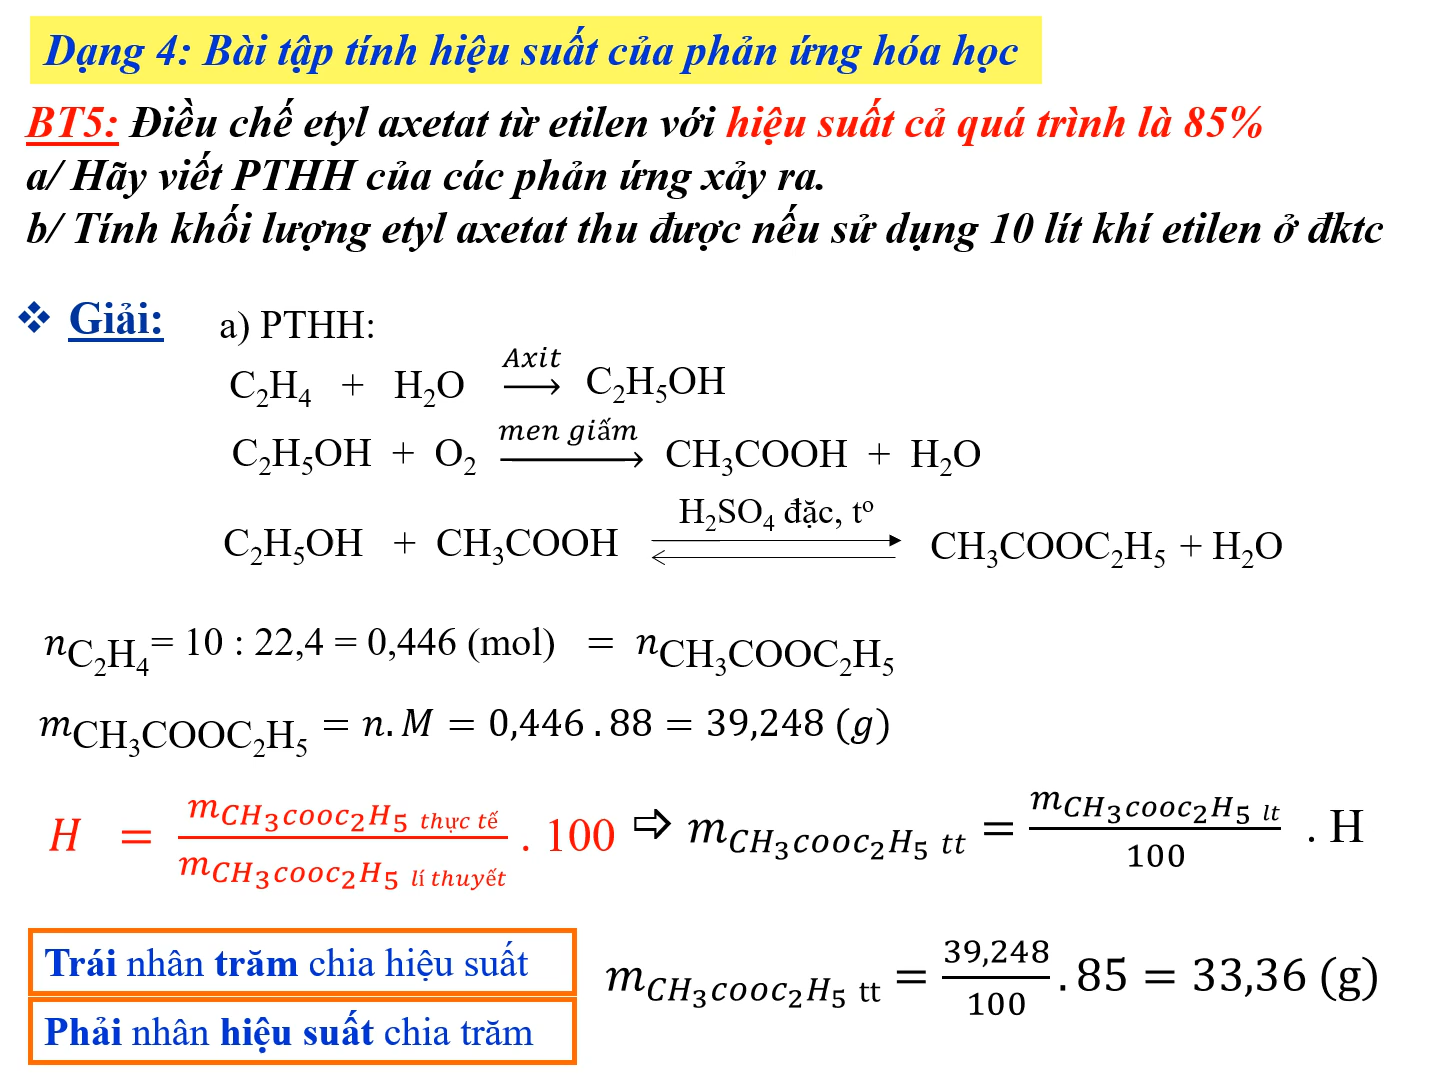 Dạng 4: Bài tập tính hiệu suất của phản ứng hóa học
BT5: Điều chế etyl axetat từ etilen với hiệu suất cả quá trình là 85%
a/ Hãy viết PTHH của các phản ứng xảy ra.
b/ Tính khối lượng etyl axetat thu được nếu sử dụng 10 lít khí etilen ở đktc
❖ Giải: a) PTHH:
C₂H₄ + H₂O ⟶ C₂H₅OH
Axit
C₂H₅OH + O₂ ⟶ CH₃COOH + H₂O
men giấm
C₂H₅OH + CH₃COOH ⇌ CH₃COOC₂H₅ + H₂O
H₂SO₄ đặc, tº
nC₂H₄ = 10 : 22,4 = 0,446 (mol) = nCH₃COOC₂H₅
mCH₃COOC₂H₅ = n. M = 0,446 . 88 = 39,248 (g)
H = mCH₃cooc₂H₅ thực tế / mCH₃cooc₂H₅ lí thuyết . 100 ⇨ mCH₃cooc₂H₅ tt = mCH₃cooc₂H₅ lt / 100 . H
Trái nhân trăm chia hiệu suất
Phải nhân hiệu suất chia trăm
mCH₃cooc₂H₅ tt = 39,248 / 100 . 85 = 33,36 (g)